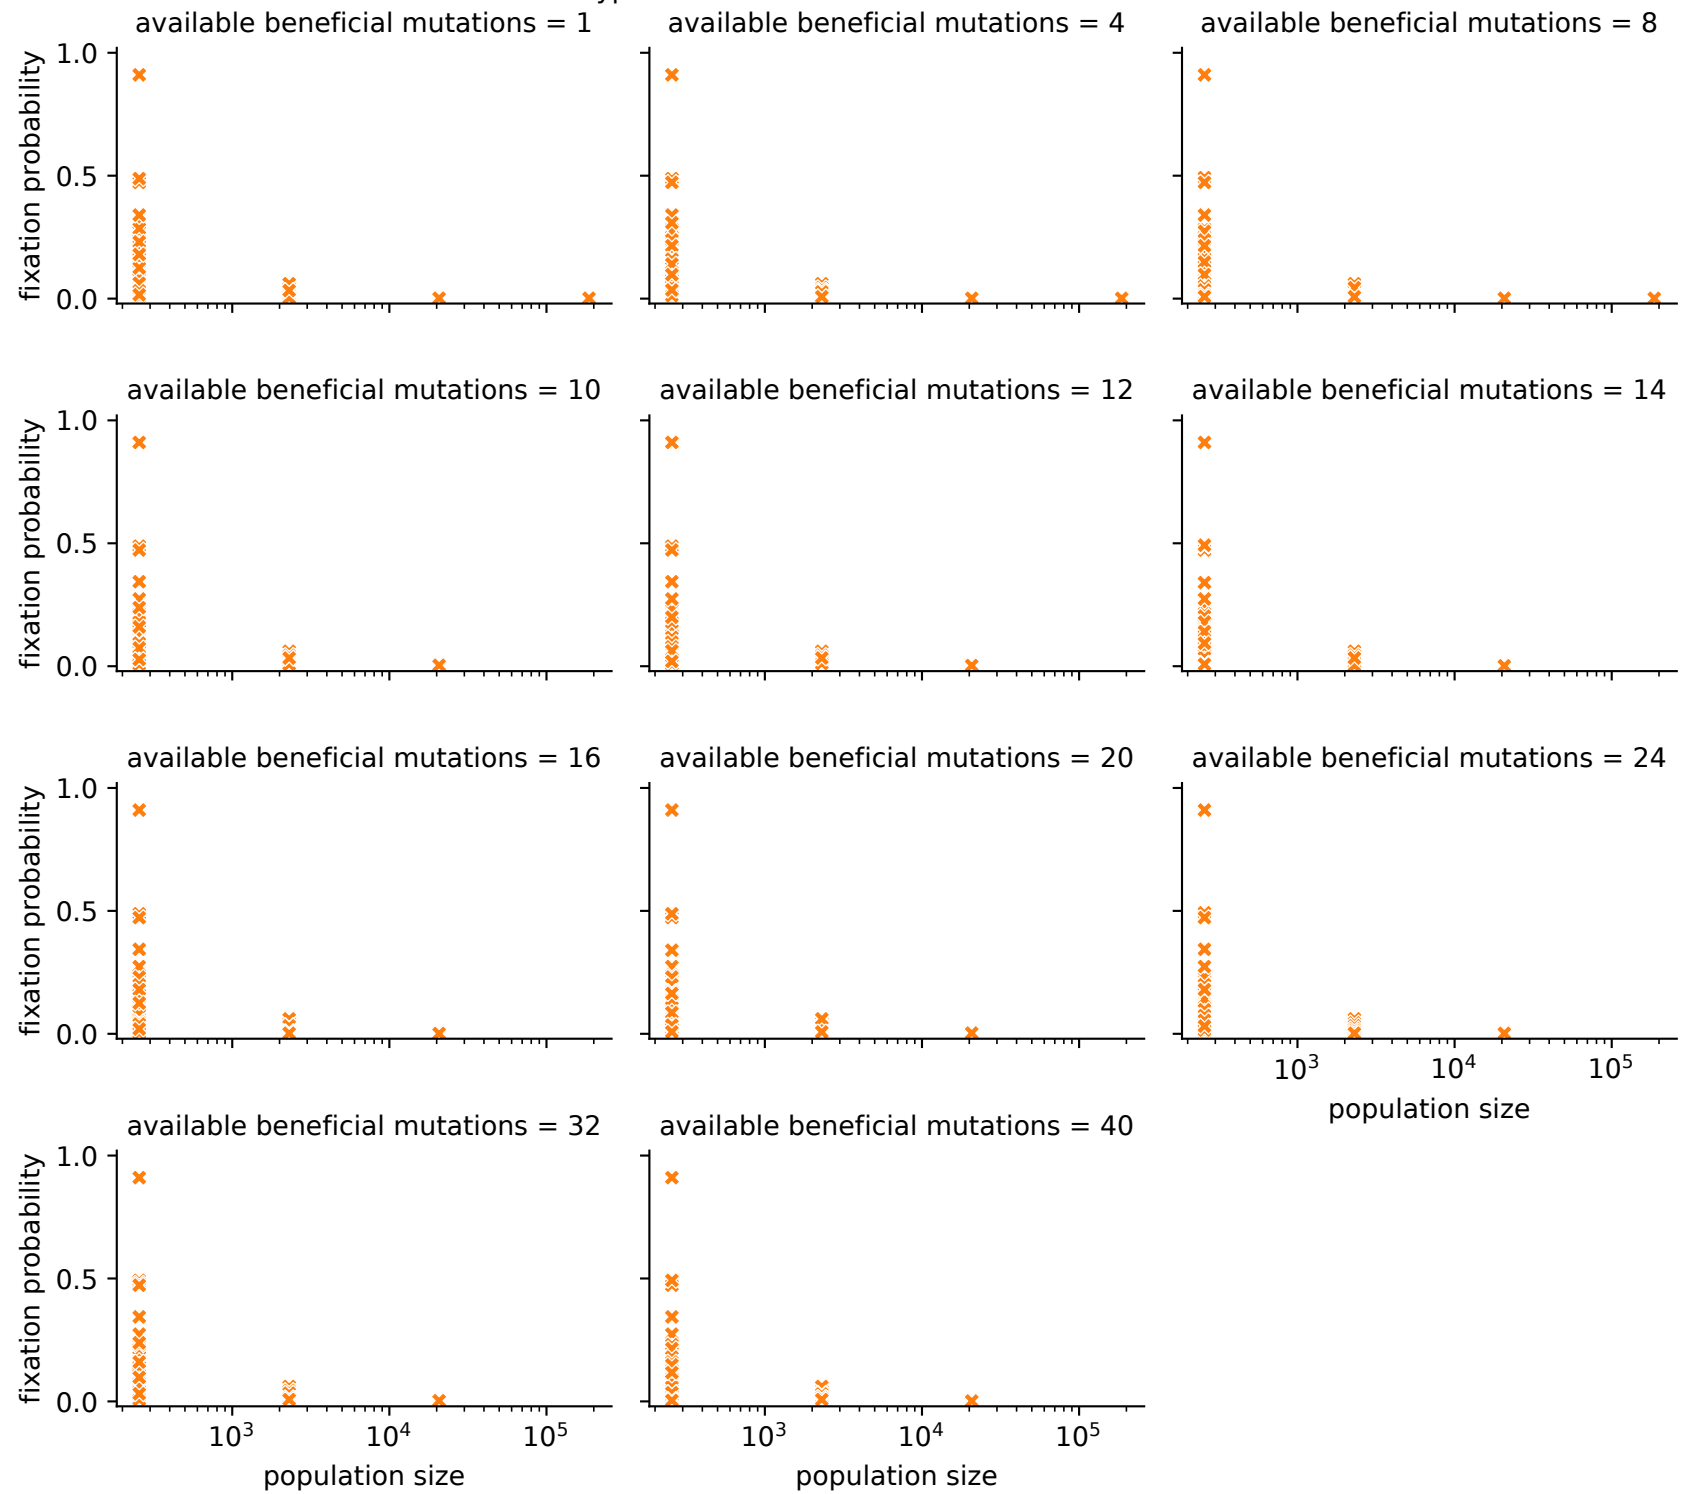 available beneficial mutations = 1
available beneficial mutations = 4
available beneficial mutations = 8
fixation probability
1.0
0.5
0.0
available beneficial mutations = 10
available beneficial mutations = 12
available beneficial mutations = 14
fixation probability
1.0
0.5
0.0
available beneficial mutations = 16
available beneficial mutations = 20
available beneficial mutations = 24
fixation probability
1.0
0.5
0.0
10³ 10⁴ 10⁵
population size
available beneficial mutations = 32
available beneficial mutations = 40
fixation probability
1.0
0.5
0.0
10³ 10⁴ 10⁵
10³ 10⁴ 10⁵
population size
population size